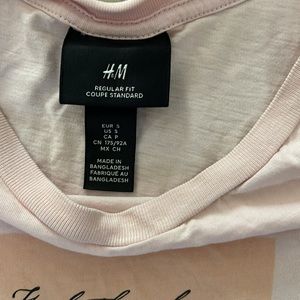 H&M
REGULAR FIT
COUPE STANDARD
EUR S
US S
CA P
CN 175/92A
MX CH
MADE IN
BANGLADESH
FABRIQUÉ AU
BANGLADESH